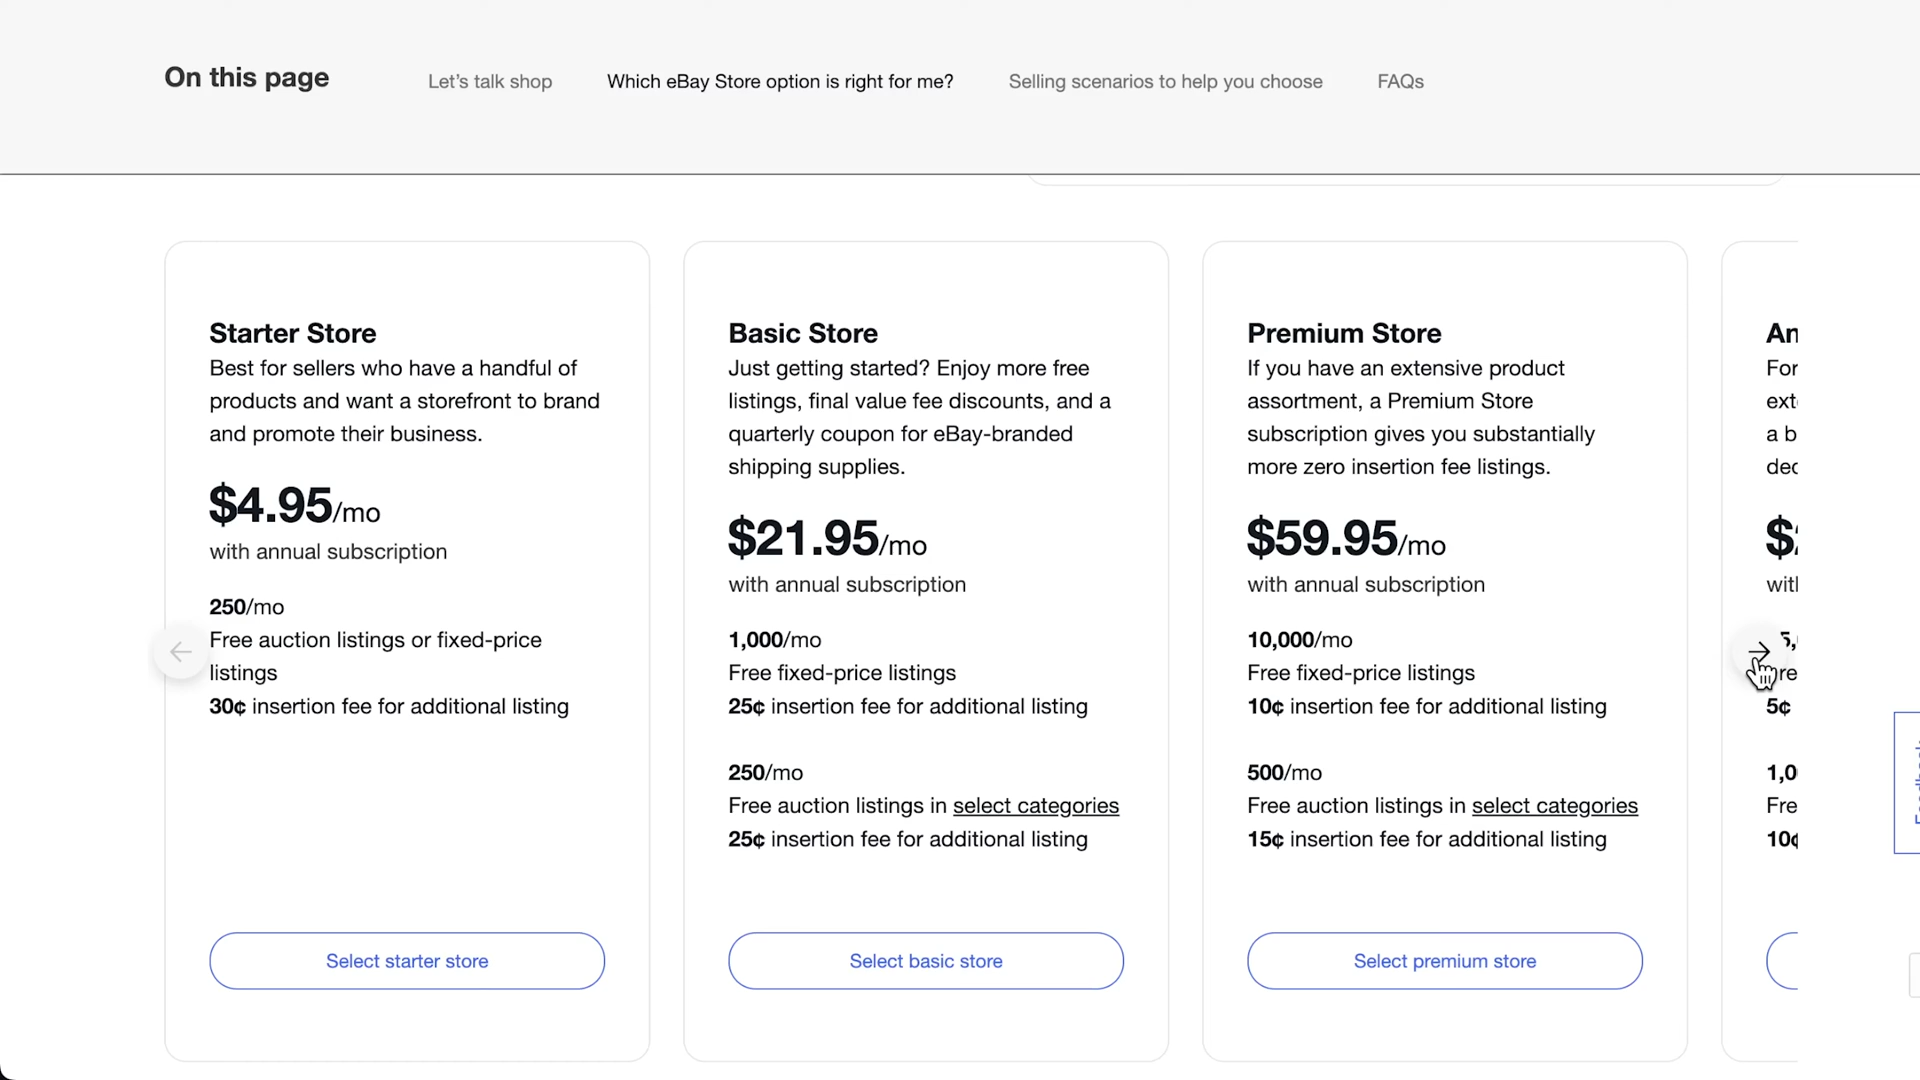 On this page
Let's talk shop
Which eBay Store option is right for me?
Selling scenarios to help you choose
FAQs
Starter Store
Best for sellers who have a handful of
products and want a storefront to brand
and promote their business.
$4.95/mo
with annual subscription
250/mo
Free auction listings or fixed-price
listings
30¢ insertion fee for additional listing
Select starter store
Basic Store
Just getting started? Enjoy more free
listings, final value fee discounts, and a
quarterly coupon for eBay-branded
shipping supplies.
$21.95/mo
with annual subscription
1,000/mo
Free fixed-price listings
25¢ insertion fee for additional listing
250/mo
Free auction listings in select categories
25¢ insertion fee for additional listing
Select basic store
Premium Store
If you have an extensive product
assortment, a Premium Store
subscription gives you substantially
more zero insertion fee listings.
$59.95/mo
with annual subscription
10,000/mo
Free fixed-price listings
10¢ insertion fee for additional listing
500/mo
Free auction listings in select categories
15¢ insertion fee for additional listing
Select premium store
An
For
a b
5¢
1,0
Fre
10¢